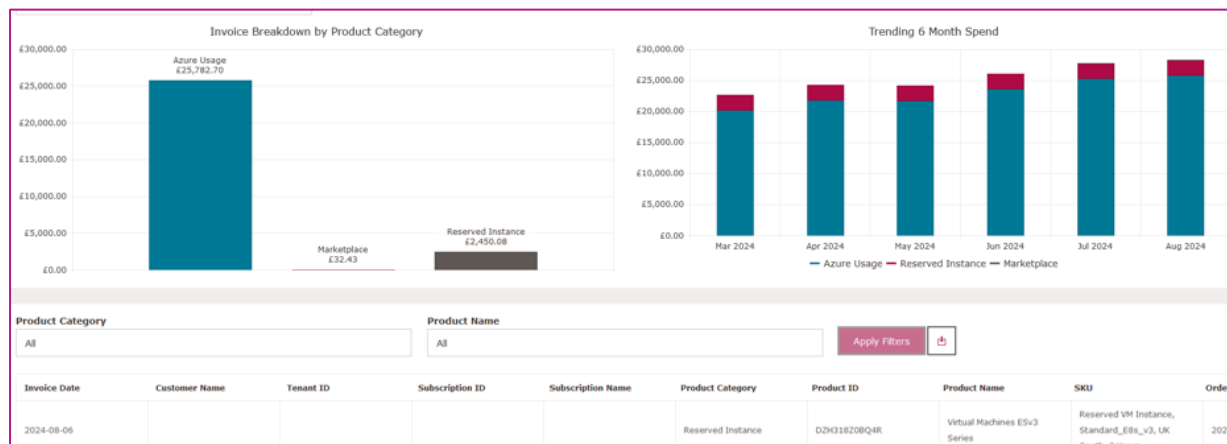 Invoice Breakdown by Product Category
£30,000.00
£25,000.00
£20,000.00
£15,000.00
£10,000.00
£5,000.00
£0.00
Azure Usage
£25,782.70
Marketplace
£32.43
Reserved Instance
£2,450.08
Trending 6 Month Spend
£30,000.00
£25,000.00
£20,000.00
£15,000.00
£10,000.00
£5,000.00
£0.00
Mar 2024 Apr 2024 May 2024 Jun 2024 Jul 2024 Aug 2024
Azure Usage Reserved Instance Marketplace
Product Category Product Name
All All Apply Filters
Invoice Date Customer Name Tenant ID Subscription ID Subscription Name Product Category Product ID Product Name SKU Orde
2024-08-06 Reserved Instance DZH318Z0BQ4R Virtual Machines ESv3 Series Reserved VM Instance, Standard_E8s_v3, UK 202